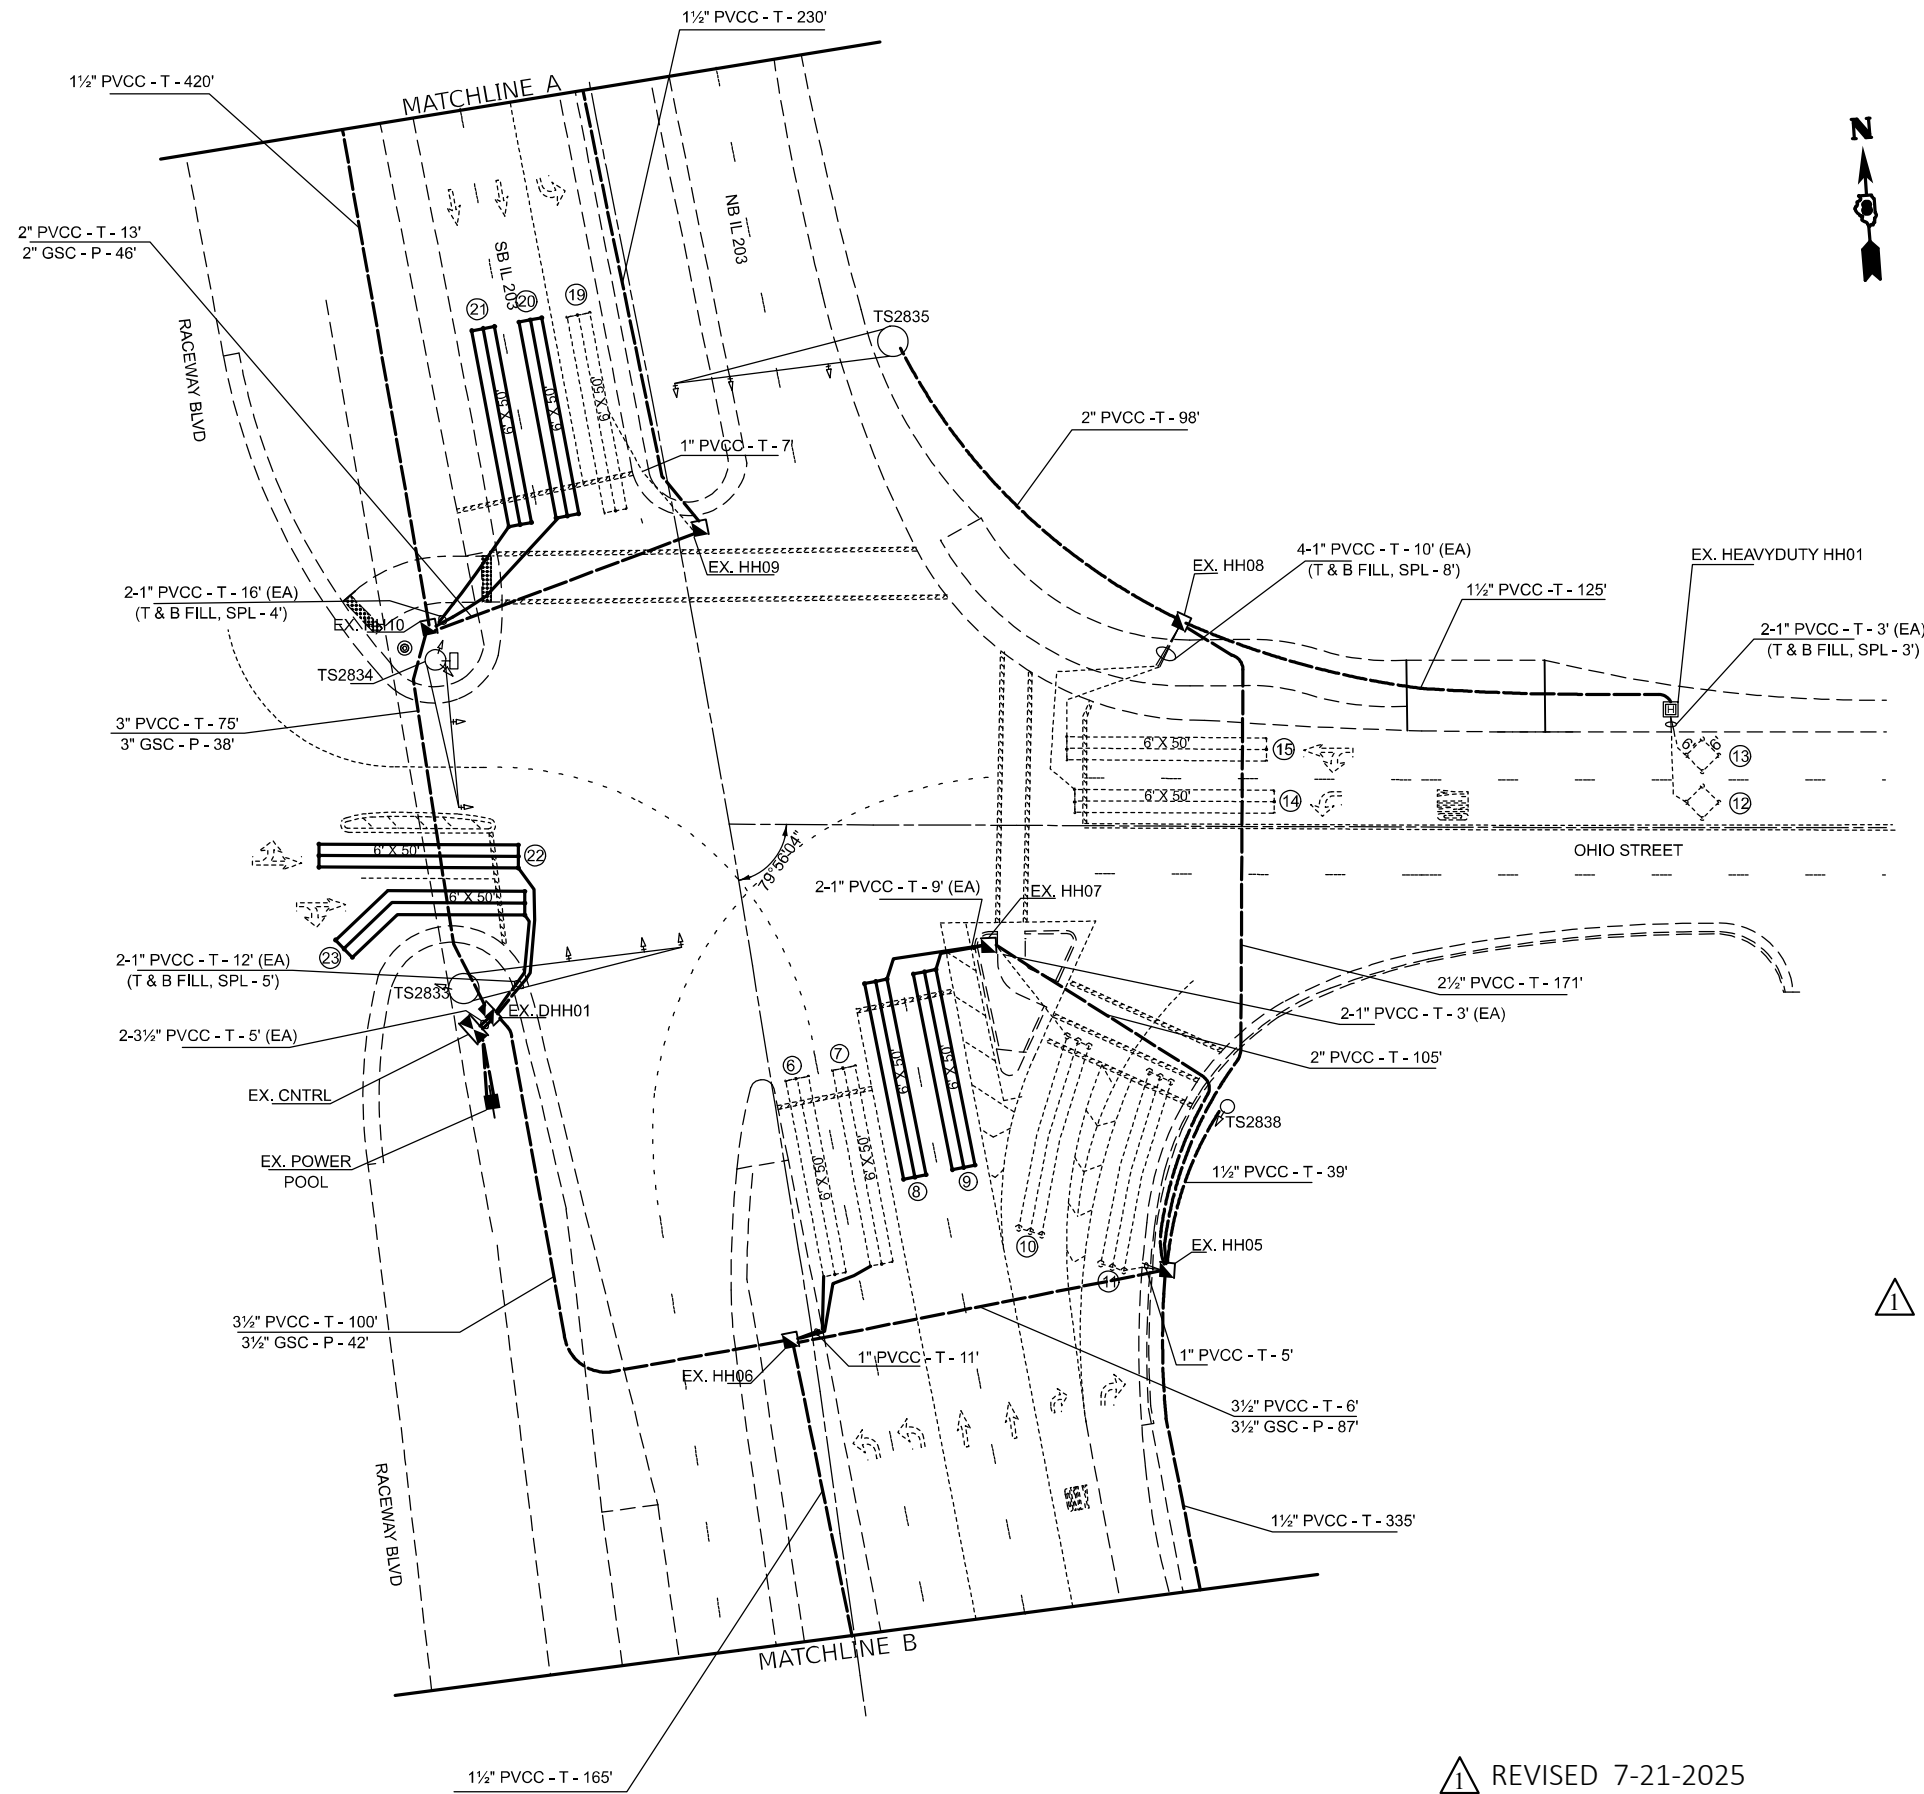 1½" PVCC - T - 230'
1½" PVCC - T - 420'
MATCHLINE A
N
2" PVCC - T - 13'
2" GSC - P - 46'
NB IL 203
SB IL 203
RACEWAY BLVD
21
20
19
6' X 50'
6' X 50'
6' X 50'
TS2835
1" PVCC - T - 7'
2" PVCC - T - 98'
EX. HH09
4-1" PVCC - T - 10' (EA)
(T & B FILL, SPL - 8')
EX. HH08
EX. HEAVYDUTY HH01
1½" PVCC -T - 125'
2-1" PVCC - T - 16' (EA)
(T & B FILL, SPL - 4')
EX. HH10
2-1" PVCC - T - 3' (EA)
(T & B FILL, SPL - 3')
TS2834
3" PVCC - T - 75'
3" GSC - P - 38'
H
6' X 50'
15
6' 6'
13
6' X 50'
14
12
79°56'04"
OHIO STREET
6' X 50'
22
6' X 50'
23
2-1" PVCC - T - 9' (EA)
EX. HH07
2-1" PVCC - T - 12' (EA)
(T & B FILL, SPL - 5')
TS2833
EX. DHH01
2-3½" PVCC - T - 5' (EA)
2½" PVCC - T - 171'
2-1" PVCC - T - 3' (EA)
2" PVCC - T - 105'
EX. CNTRL
6
7
6' X 50'
6' X 50'
6' X 50'
6' X 50'
TS2838
EX. POWER
POOL
8
9
1½" PVCC - T - 39'
10
11
EX. HH05
1
3½" PVCC - T - 100'
3½" GSC - P - 42'
EX. HH06
1" PVCC - T - 11'
1" PVCC - T - 5'
3½" PVCC - T - 6'
3½" GSC - P - 87'
RACEWAY BLVD
1½" PVCC - T - 335'
MATCHLINE B
1½" PVCC - T - 165'
1 REVISED 7-21-2025